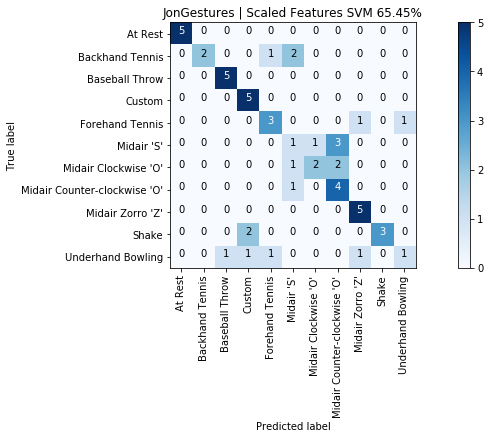 JonGestures | Scaled Features SVM 65.45%
True label
At Rest 5 0 0 0 0 0 0 0 0 0 0
Backhand Tennis 0 2 0 0 1 2 0 0 0 0 0
Baseball Throw 0 0 5 0 0 0 0 0 0 0 0
Custom 0 0 0 5 0 0 0 0 0 0 0
Forehand Tennis 0 0 0 0 3 0 0 0 1 0 1
Midair 'S' 0 0 0 0 0 1 1 3 0 0 0
Midair Clockwise 'O' 0 0 0 0 0 1 2 2 0 0 0
Midair Counter-clockwise 'O' 0 0 0 0 0 1 0 4 0 0 0
Midair Zorro 'Z' 0 0 0 0 0 0 0 0 5 0 0
Shake 0 0 0 2 0 0 0 0 0 3 0
Underhand Bowling 0 0 1 1 1 0 0 0 1 0 1
At Rest
Backhand Tennis
Baseball Throw
Custom
Forehand Tennis
Midair 'S'
Midair Clockwise 'O'
Midair Counter-clockwise 'O'
Midair Zorro 'Z'
Shake
Underhand Bowling
Predicted label
5
4
3
2
1
0